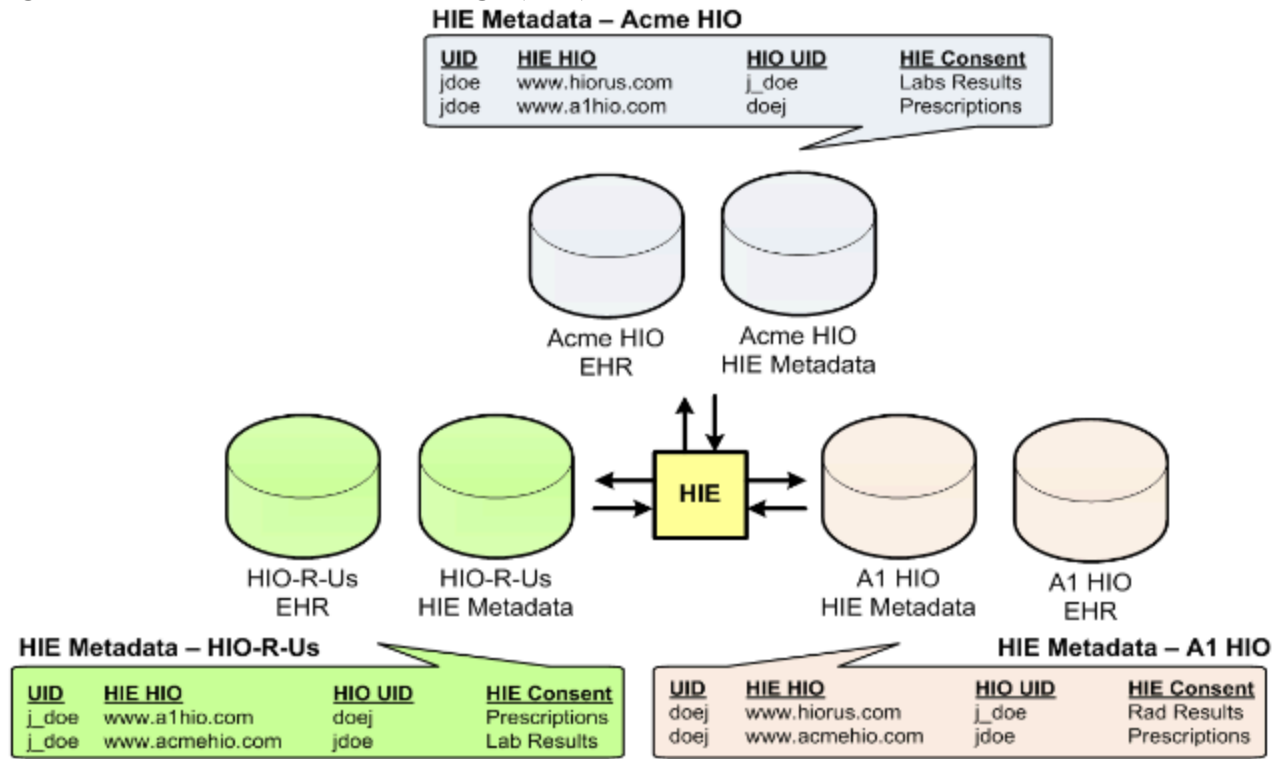 HIE Metadata – Acme HIO
UID HIE HIO HIO UID HIE Consent
jdoe www.hiorus.com j_doe Labs Results
jdoe www.a1hio.com doej Prescriptions
Acme HIO
EHR
Acme HIO
HIE Metadata
HIE
HIO-R-Us
EHR
HIO-R-Us
HIE Metadata
A1 HIO
HIE Metadata
A1 HIO
EHR
HIE Metadata – HIO-R-Us
UID HIE HIO HIO UID HIE Consent
j_doe www.a1hio.com doej Prescriptions
j_doe www.acmehio.com jdoe Lab Results
HIE Metadata – A1 HIO
UID HIE HIO HIO UID HIE Consent
doej www.hiorus.com j_doe Rad Results
doej www.acmehio.com jdoe Prescriptions